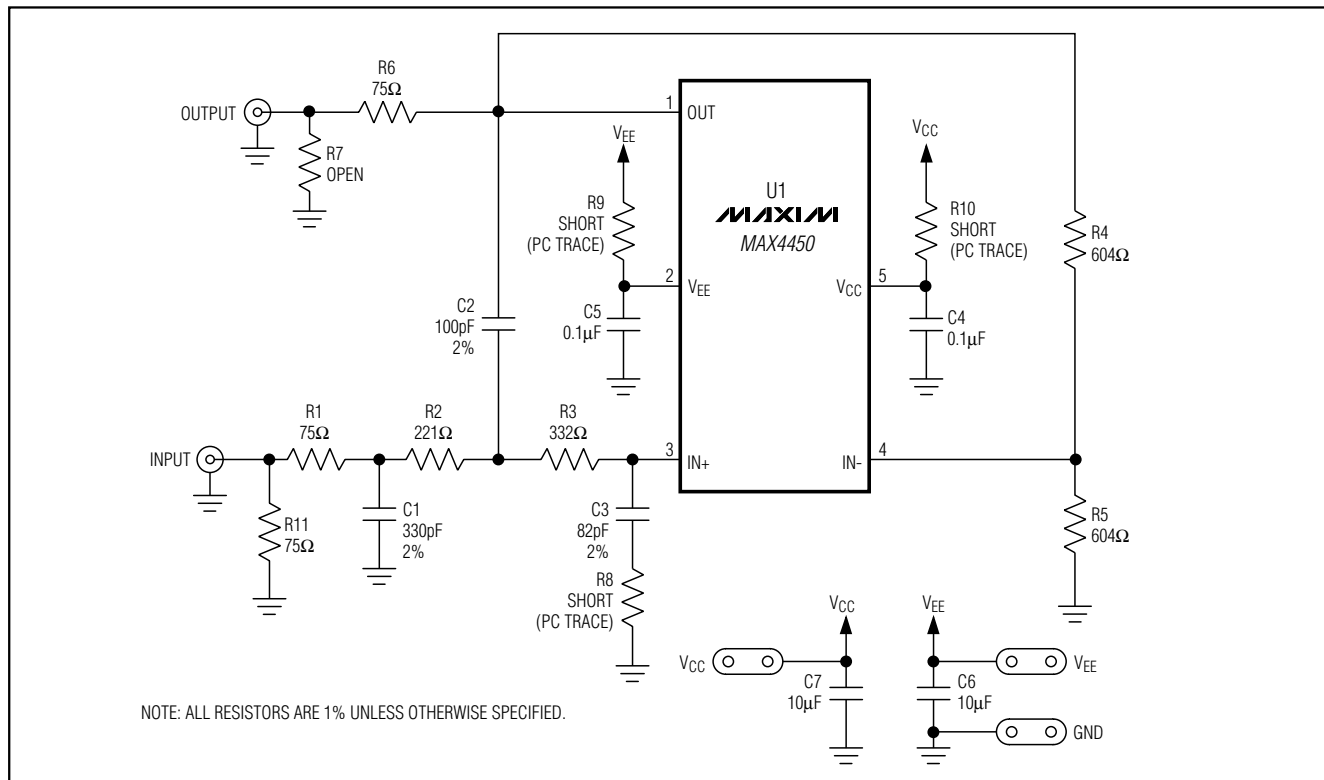 R6
75Ω
OUTPUT
R7
OPEN
1
OUT
VEE
VCC
U1
MAXIM
MAX4450
R9
SHORT
(PC TRACE)
R10
SHORT
(PC TRACE)
R4
604Ω
2
VEE
VCC
5
C2
100pF
2%
C5
0.1µF
C4
0.1µF
R1
75Ω
R2
221Ω
R3
332Ω
INPUT
3
IN+
IN-
4
R11
75Ω
C1
330pF
2%
C3
82pF
2%
R5
604Ω
R8
SHORT
(PC TRACE)
VCC
VEE
VCC
VEE
C7
10µF
C6
10µF
GND
NOTE: ALL RESISTORS ARE 1% UNLESS OTHERWISE SPECIFIED.